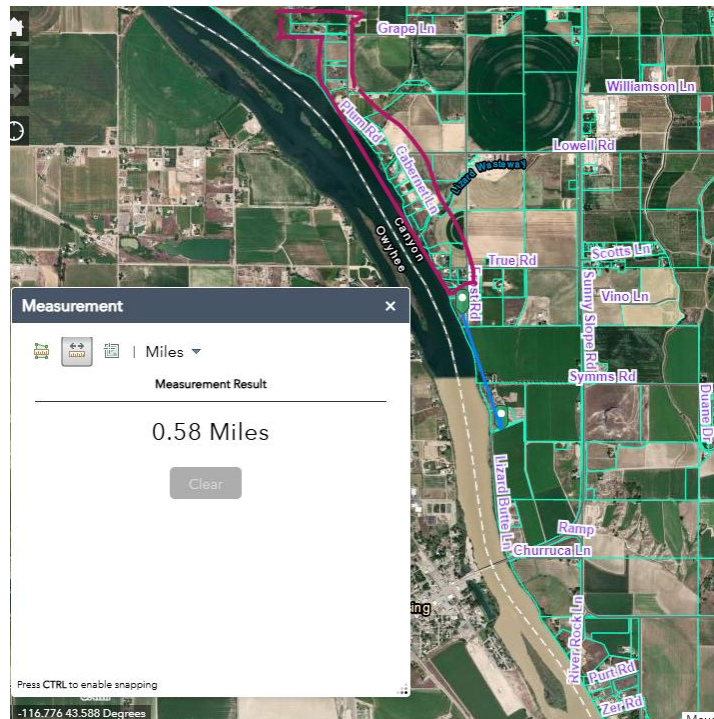 Grape Ln
Williamson Ln
Plum Rd
Lowell Rd
Cabernet Ln
Lizard Wasteway
Canyon
Owyhee
True Rd
Scotts Ln
Vino Ln
Sunny Slope Rd
Measurement
×
| Miles
Measurement Result
0.58 Miles
Clear
Symms Rd
Duane Dr
Lizard Butte Ln
Ramp
Churruca Ln
ing
River Rock Ln
Purt Rd
Zer Rd
Press CTRL to enable snapping
-116.776 43.588 Degrees